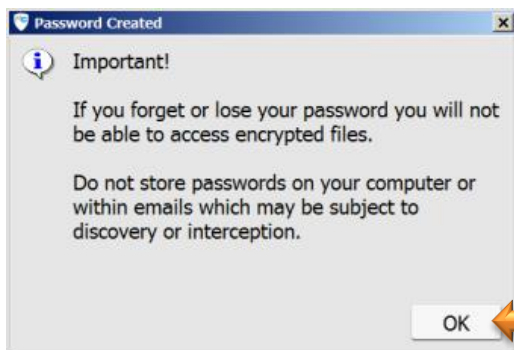 Password Created
Important!
If you forget or lose your password you will not
be able to access encrypted files.
Do not store passwords on your computer or
within emails which may be subject to
discovery or interception.
OK